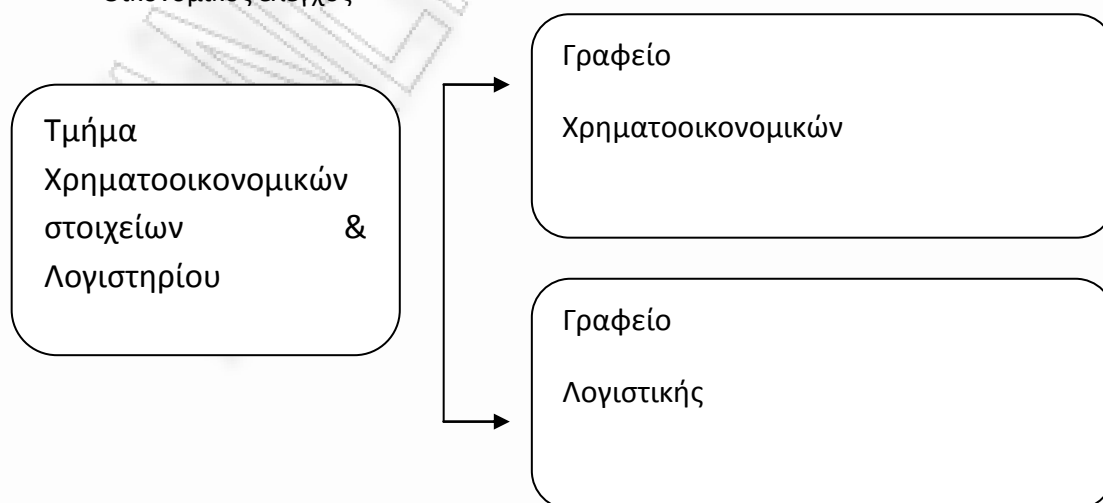 Τμήμα
Χρηματοοικονομικών
στοιχείων &
Λογιστηρίου
Γραφείο
Χρηματοοικονομικών
Γραφείο
Λογιστικής